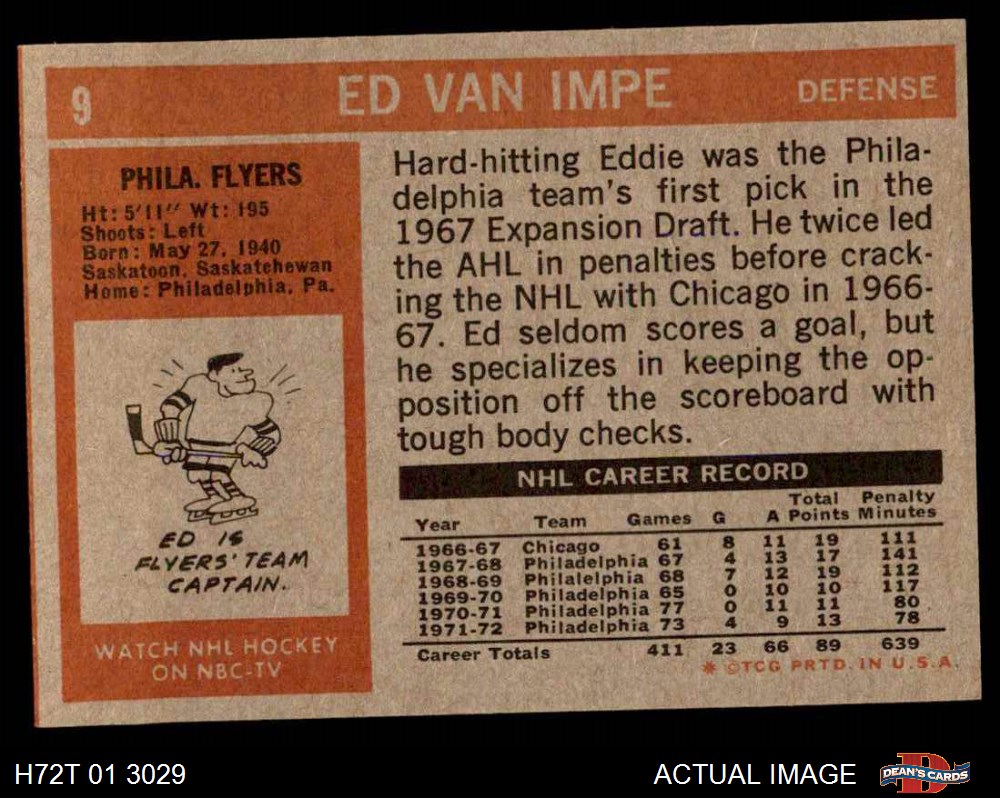 9 ED VAN IMPE DEFENSE
PHILA. FLYERS
Ht: 5'11" Wt: 195
Shoots: Left
Born: May 27, 1940
Saskatoon, Saskatchewan
Home: Philadelphia, Pa.
ED IS
FLYERS' TEAM
CAPTAIN.
WATCH NHL HOCKEY
ON NBC-TV
Hard-hitting Eddie was the Phila-
delphia team's first pick in the
1967 Expansion Draft. He twice led
the AHL in penalties before crack-
ing the NHL with Chicago in 1966-
67. Ed seldom scores a goal, but
he specializes in keeping the op-
position off the scoreboard with
tough body checks.
NHL CAREER RECORD
Total Penalty
Year Team Games G A Points Minutes
1966-67 Chicago 61 8 11 19 111
1967-68 Philadelphia 67 4 13 17 141
1968-69 Philalelphia 68 7 12 19 112
1969-70 Philadelphia 65 0 10 10 117
1970-71 Philadelphia 77 0 11 11 80
1971-72 Philadelphia 73 4 9 13 78
Career Totals 411 23 66 89 639
* ©TCG PRTD. IN U.S.A.
H72T 01 3029 ACTUAL IMAGE D DEAN'S CARDS